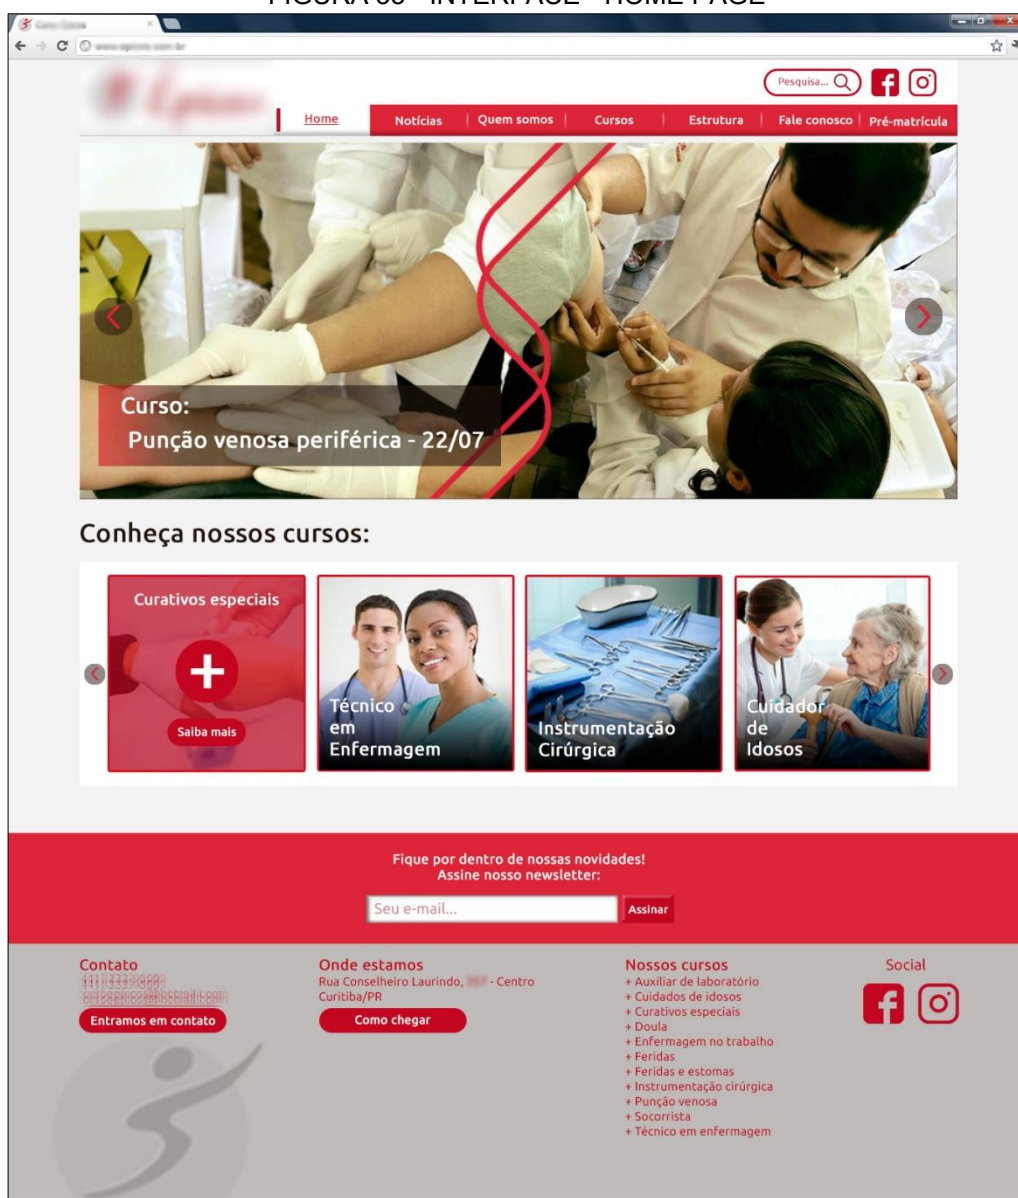 INTERFACE - HOME PAGE
Pesquisa...
Home
Notícias
Quem somos
Cursos
Estrutura
Fale conosco
Pré-matrícula
Curso:
Punção venosa periférica - 22/07
Conheça nossos cursos:
Curativos especiais
Saiba mais
Técnico
em
Enfermagem
Instrumentação
Cirúrgica
Cuidador
de
Idosos
Fique por dentro de nossas novidades!
Assine nosso newsletter:
Seu e-mail...
Assinar
Contato
Entramos em contato
Onde estamos
Rua Conselheiro Laurindo, - Centro
Curitiba/PR
Como chegar
Nossos cursos
+ Auxiliar de laboratório
+ Cuidados de idosos
+ Curativos especiais
+ Doula
+ Enfermagem no trabalho
+ Feridas
+ Feridas e estomas
+ Instrumentação cirúrgica
+ Punção venosa
+ Socorrista
+ Técnico em enfermagem
Social